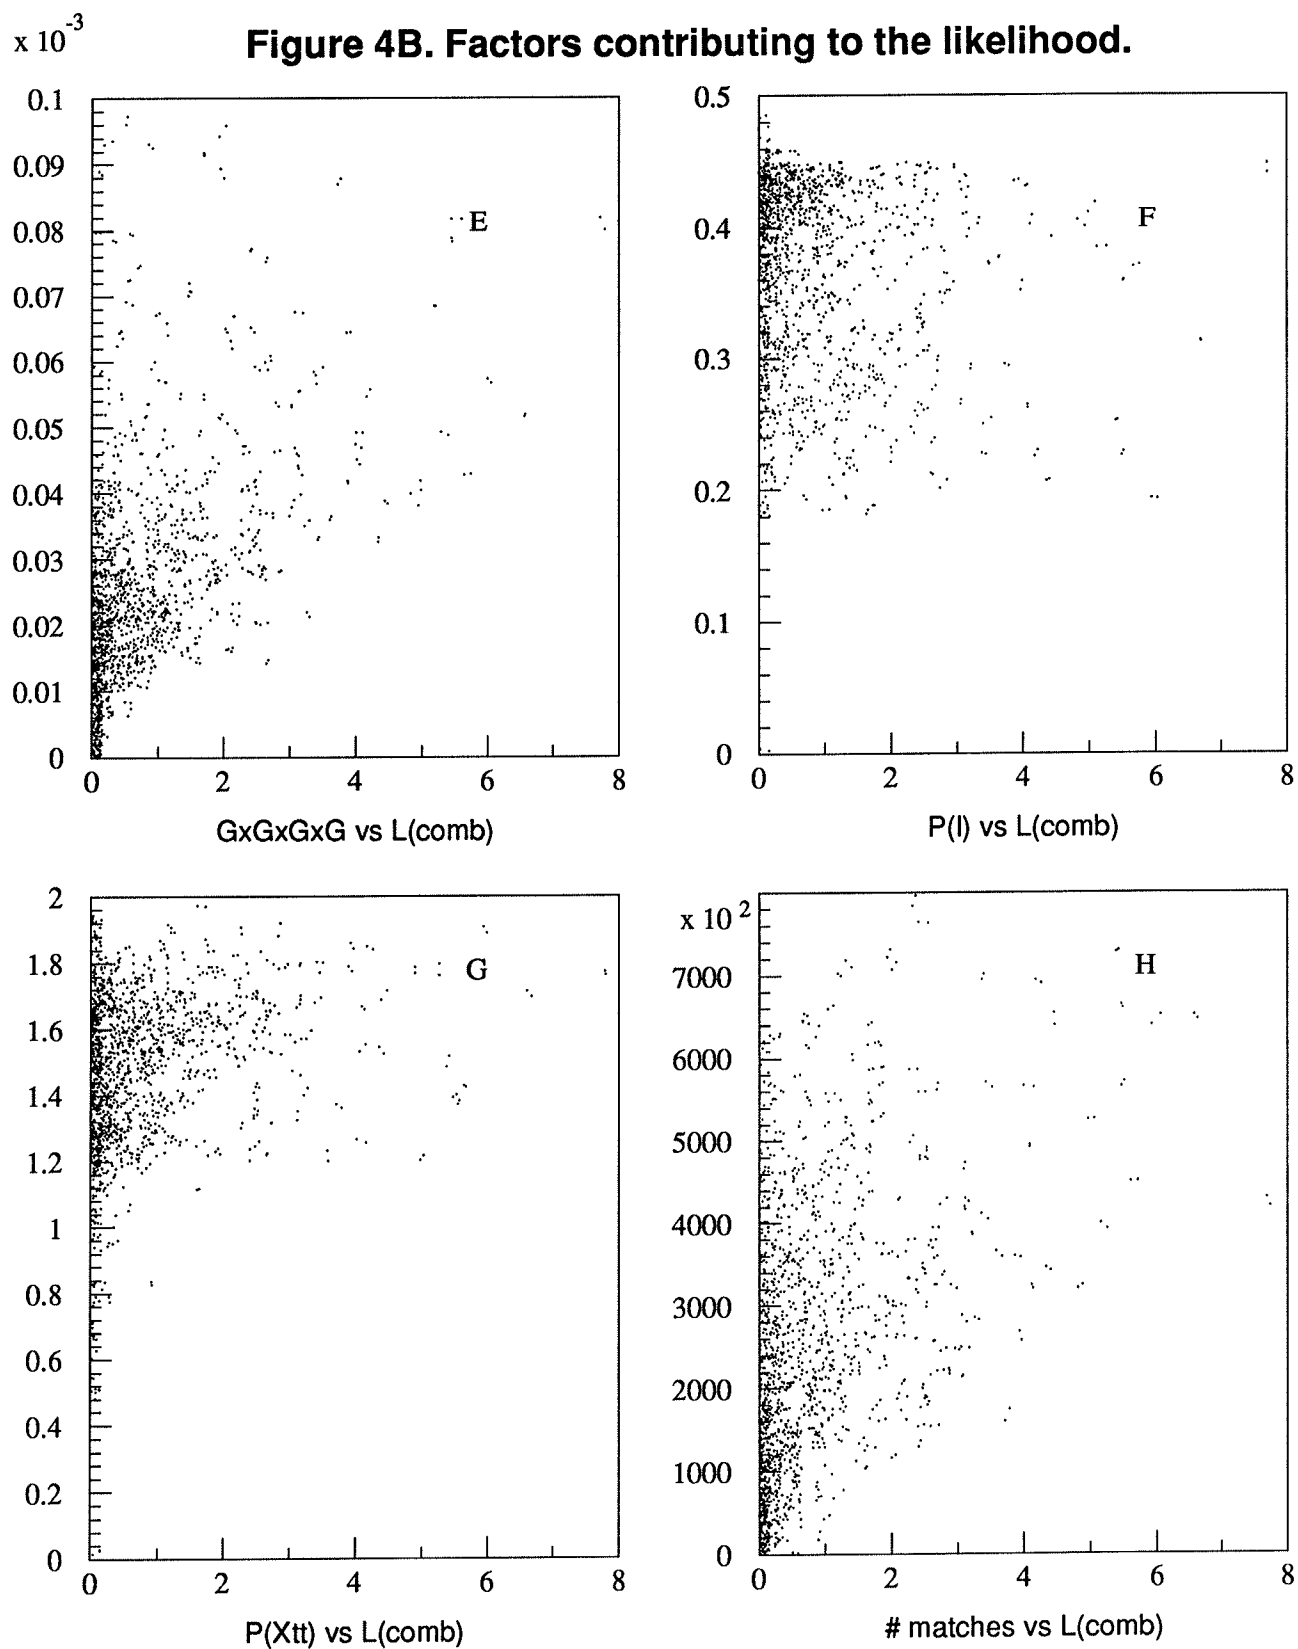 x 10-3
Figure 4B. Factors contributing to the likelihood.
0.1
0.09
0.08
0.07
0.06
0.05
0.04
0.03
0.02
0.01
0
E
0 2 4 6 8
GxGxGxG vs L(comb)
0.5
0.4
0.3
0.2
0.1
0
F
0 2 4 6 8
P(l) vs L(comb)
2
1.8
1.6
1.4
1.2
1
0.8
0.6
0.4
0.2
0
G
0 2 4 6 8
P(Xtt) vs L(comb)
x 10 2
7000
6000
5000
4000
3000
2000
1000
0
H
0 2 4 6 8
# matches vs L(comb)